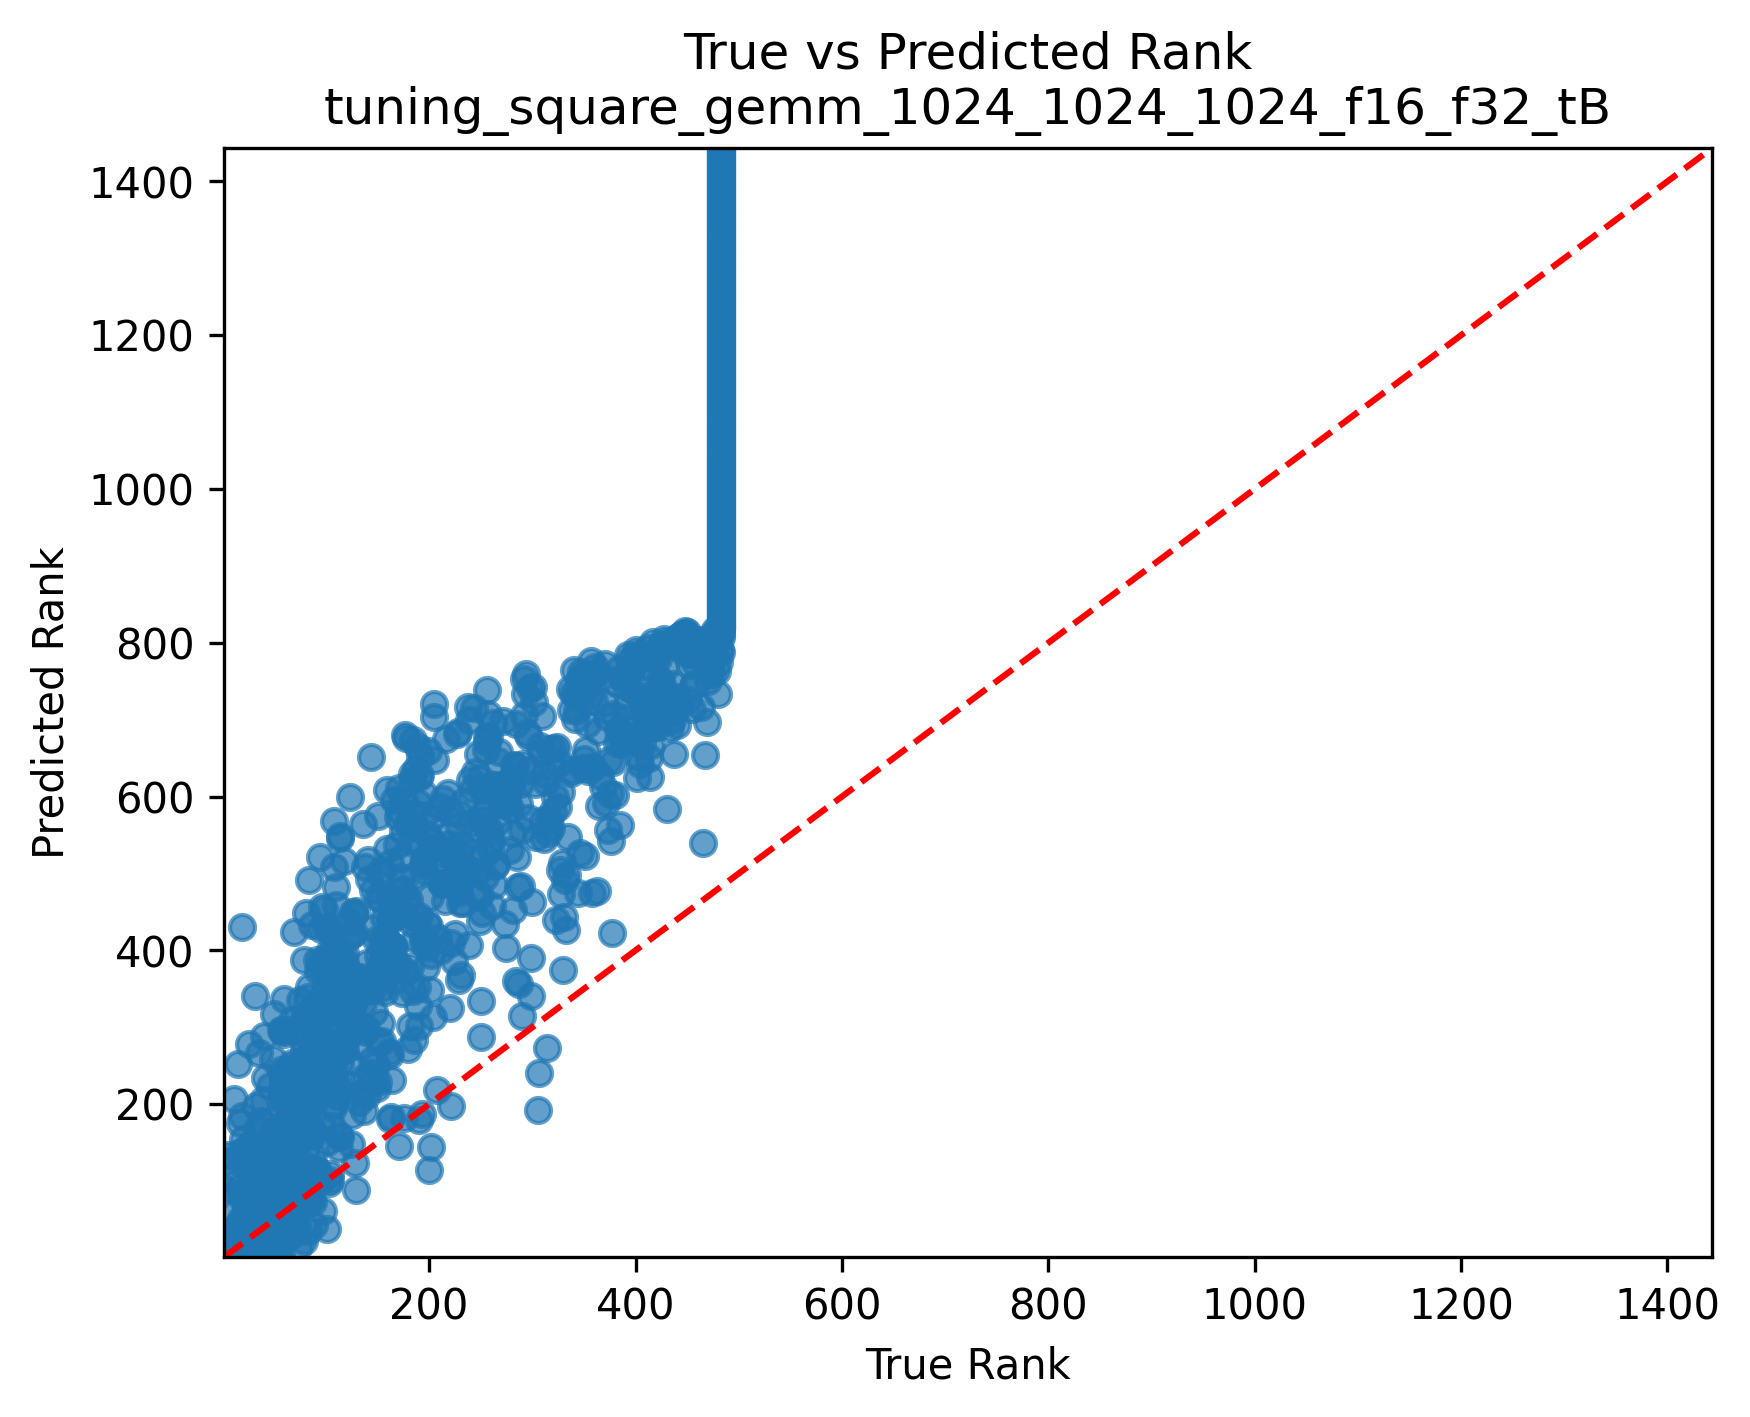 True vs Predicted Rank
tuning_square_gemm_1024_1024_1024_f16_f32_tB
1400
1200
1000
800
600
400
200
Predicted Rank
200 400 600 800 1000 1200 1400
True Rank